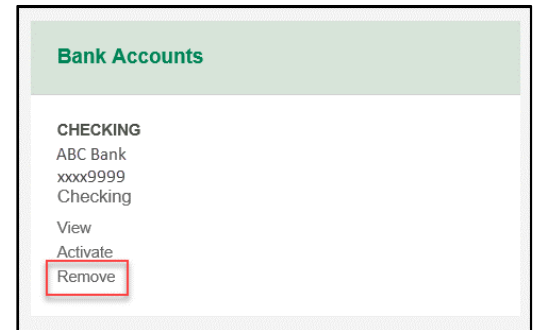 Bank Accounts
CHECKING
ABC Bank
xxxx9999
Checking
View
Activate
Remove